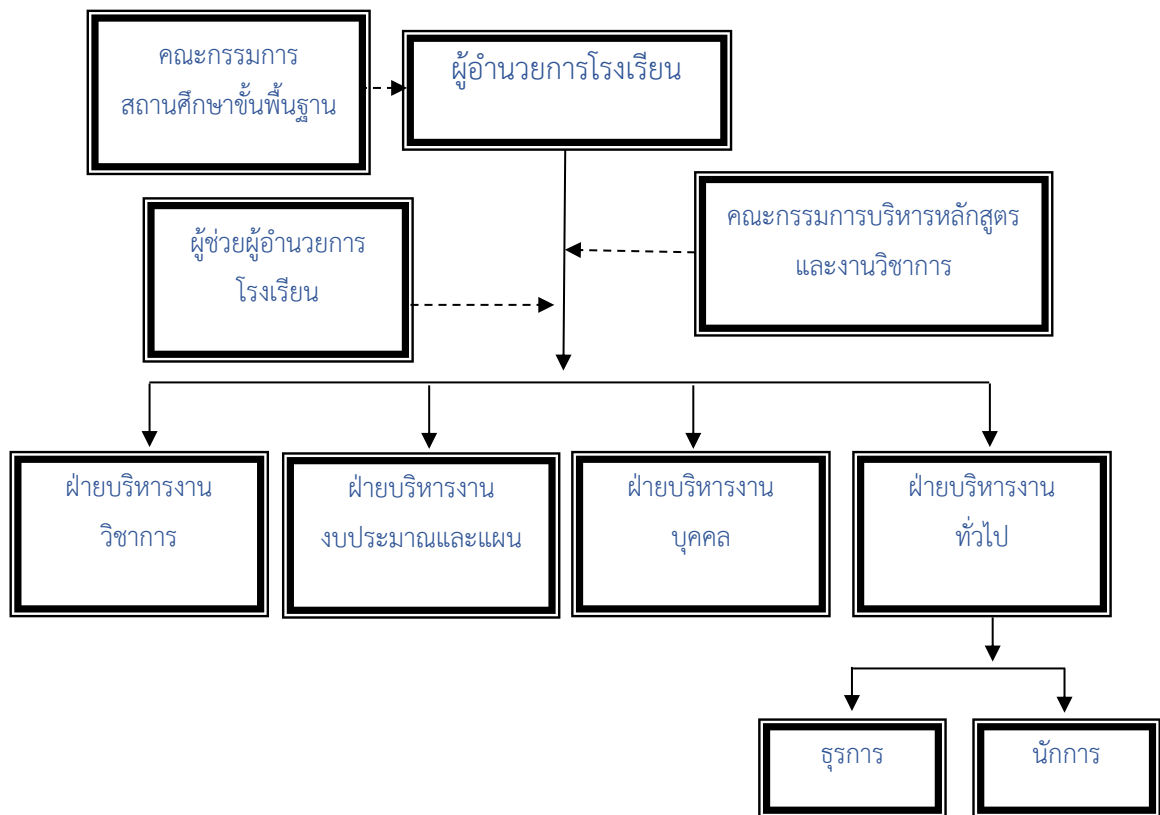 คณะกรรมการ
สถานศึกษาขั้นพื้นฐาน
ผู้อำนวยการโรงเรียน
ผู้ช่วยผู้อำนวยการ
โรงเรียน
คณะกรรมการบริหารหลักสูตร
และงานวิชาการ
ฝ่ายบริหารงาน
วิชาการ
ฝ่ายบริหารงาน
งบประมาณและแผน
ฝ่ายบริหารงาน
บุคคล
ฝ่ายบริหารงาน
ทั่วไป
ธุรการ
นักการ